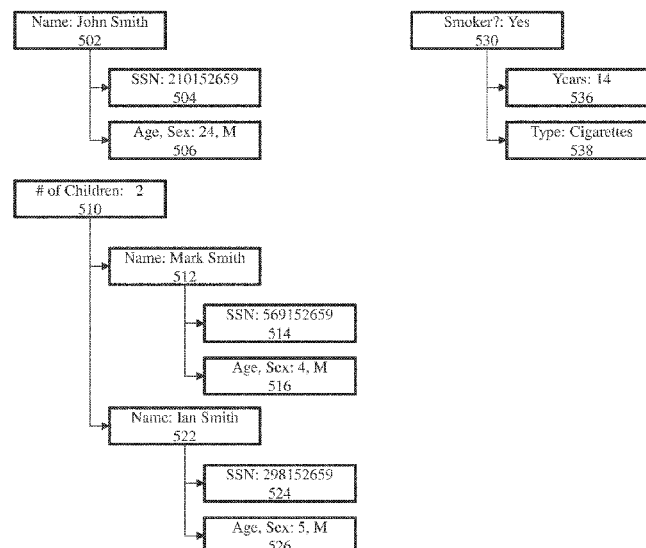 Name: John Smith
502
SSN: 210152659
504
Age, Sex: 24, M
506
# of Children: 2
510
Name: Mark Smith
512
SSN: 569152659
514
Age, Sex: 4, M
516
Name: Ian Smith
522
SSN: 298152659
524
Age, Sex: 5, M
526
Smoker?: Yes
530
Years: 14
536
Type: Cigarettes
538